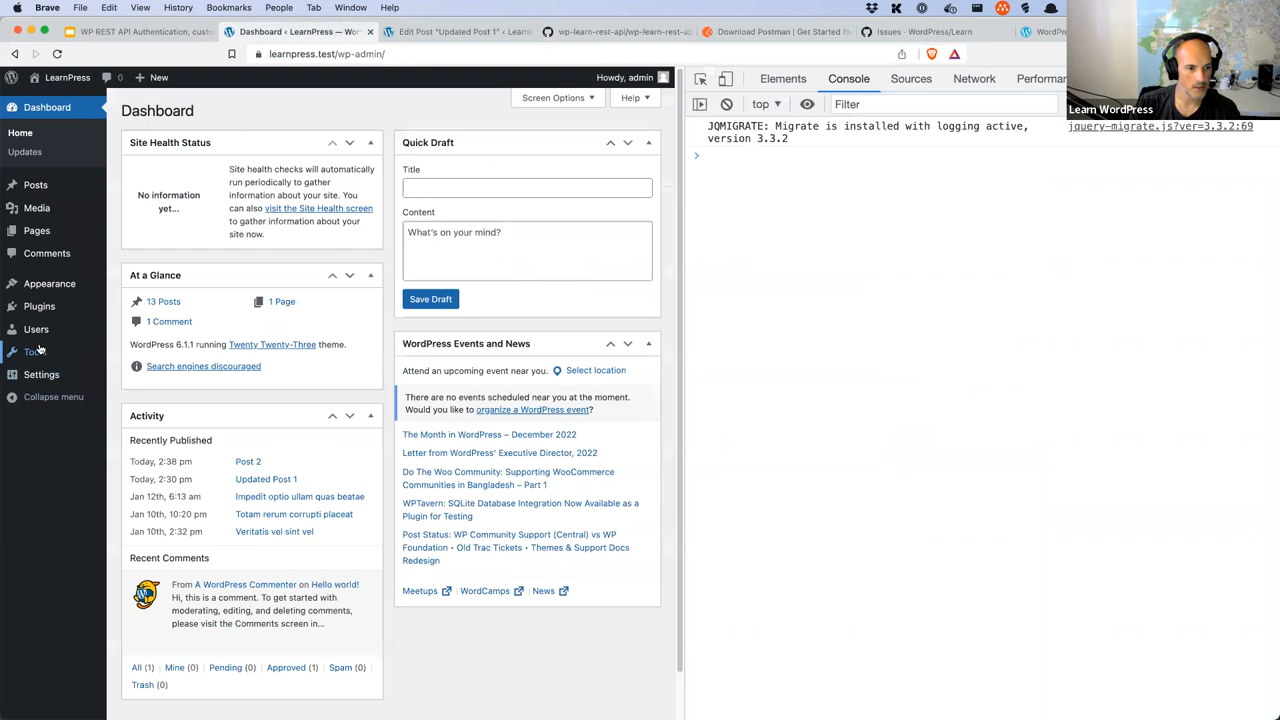 Brave File Edit View History Bookmarks People Tab Window Help
WP REST API Authentication, custo
Dashboard ‹ LearnPress — Wor
Edit Post "Updated Post 1" ‹ Lea
wp-learn-rest-api/wp-learn-rest-ap
Download Postman | Get Started fo
Issues · WordPress/Learn
WordPre
learnpress.test/wp-admin/
LearnPress 0 + New
Howdy, admin
Dashboard
Home
Updates
Posts
Media
Pages
Comments
Appearance
Plugins
Users
Settings
Collapse menu
Screen Options Help
Dashboard
Site Health Status
No information yet...
Site health checks will automatically
run periodically to gather
information about your site. You
can also visit the Site Health screen
to gather information about your
site now.
At a Glance
13 Posts
1 Page
1 Comment
WordPress 6.1.1 running Twenty Twenty-Three theme.
Search engines discouraged
Activity
Recently Published
Today, 2:38 pm Post 2
Today, 2:30 pm Updated Post 1
Jan 12th, 6:13 am Impedit optio ullam quas beatae
Jan 10th, 10:20 pm Totam rerum corrupti placeat
Jan 10th, 2:32 pm Veritatis vel sint vel
Recent Comments
From A WordPress Commenter on Hello world!
Hi, this is a comment. To get started with
moderating, editing, and deleting comments,
please visit the Comments screen in...
All (1) | Mine (0) | Pending (0) | Approved (1) | Spam (0) |
Trash (0)
Quick Draft
Title
Content
What's on your mind?
Save Draft
WordPress Events and News
Attend an upcoming event near you. Select location
There are no events scheduled near you at the moment.
Would you like to organize a WordPress event?
The Month in WordPress – December 2022
Letter from WordPress' Executive Director, 2022
Do The Woo Community: Supporting WooCommerce
Communities in Bangladesh – Part 1
WPTavern: SQLite Database Integration Now Available as a
Plugin for Testing
Post Status: WP Community Support (Central) vs WP
Foundation • Old Trac Tickets • Themes & Support Docs
Redesign
Meetups | WordCamps | News
Elements Console Sources Network Performa
top Filter
JQMIGRATE: Migrate is installed with logging active,
version 3.3.2
jquery-migrate.js?ver=3.3.2:69
Learn WordPress